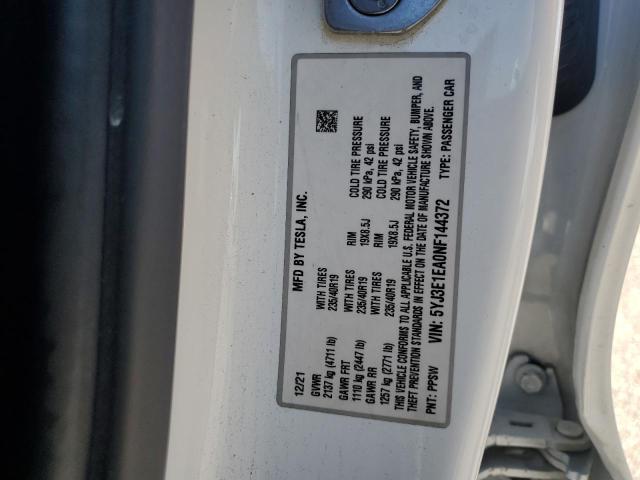 MFD BY TESLA, INC.
12/21
GVWR
2137 kg (4711 lb)
WITH TIRES
235/40R19
RIM
19X8.5J
COLD TIRE PRESSURE
290 kPa, 42 psi
GAWR FRT
1110 kg (2447 lb)
WITH TIRES
235/40R19
RIM
19X8.5J
COLD TIRE PRESSURE
290 kPa, 42 psi
GAWR RR
1257 kg (2771 lb)
WITH TIRES
235/40R19
THIS VEHICLE CONFORMS TO ALL APPLICABLE U.S. FEDERAL MOTOR VEHICLE SAFETY, BUMPER, AND
THEFT PREVENTION STANDARDS IN EFFECT ON THE DATE OF MANUFACTURE SHOWN ABOVE.
PNT: PPSW VIN: 5YJ3E1EA0NF144372 TYPE: PASSENGER CAR